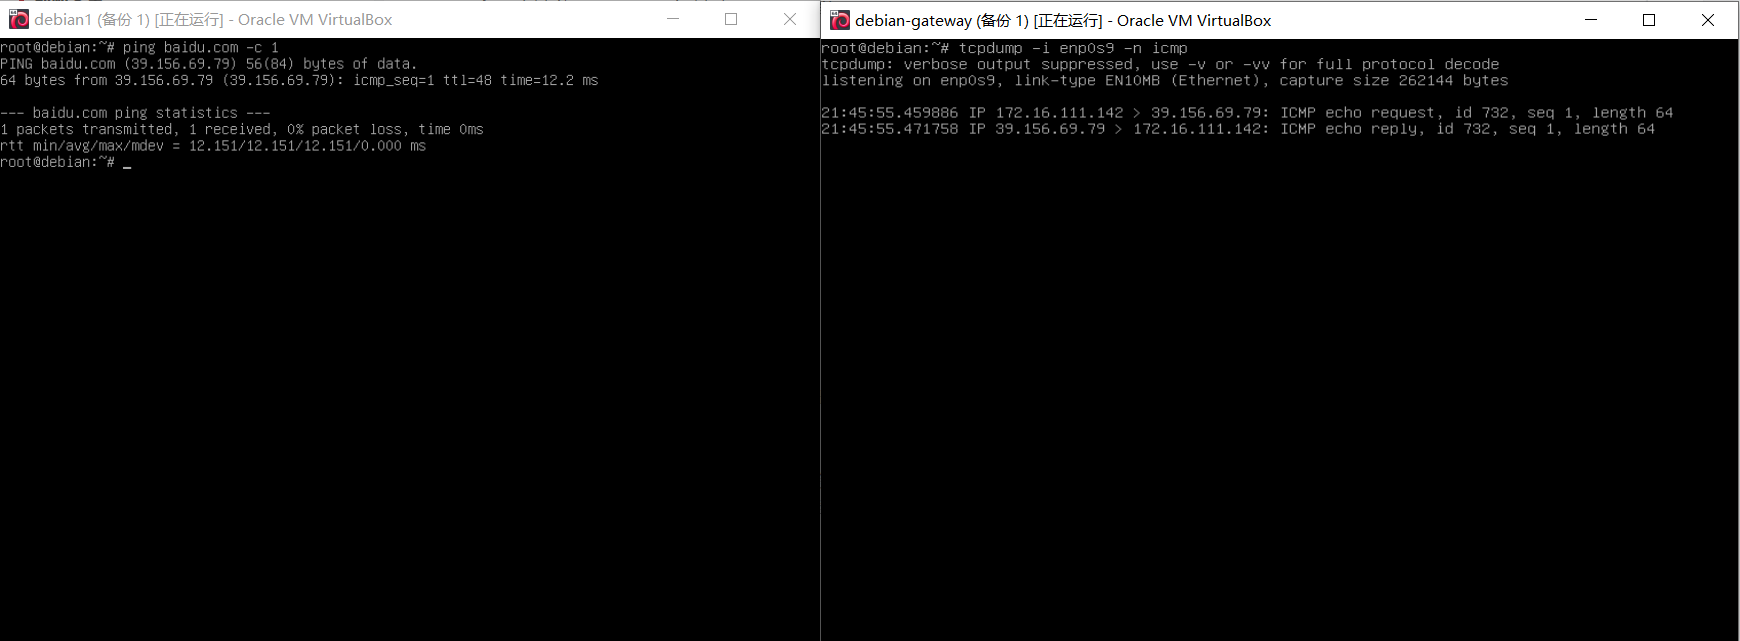 debian1 (备份 1) [正在运行] - Oracle VM VirtualBox
root@debian:~# ping baidu.com -c 1
PING baidu.com (39.156.69.79) 56(84) bytes of data.
64 bytes from 39.156.69.79 (39.156.69.79): icmp_seq=1 ttl=48 time=12.2 ms
--- baidu.com ping statistics ---
1 packets transmitted, 1 received, 0% packet loss, time 0ms
rtt min/avg/max/mdev = 12.151/12.151/12.151/0.000 ms
root@debian:~# _
debian-gateway (备份 1) [正在运行] - Oracle VM VirtualBox
root@debian:~# tcpdump -i enp0s9 -n icmp
tcpdump: verbose output suppressed, use -v or -vv for full protocol decode
listening on enp0s9, link-type EN10MB (Ethernet), capture size 262144 bytes
21:45:55.459886 IP 172.16.111.142 > 39.156.69.79: ICMP echo request, id 732, seq 1, length 64
21:45:55.471758 IP 39.156.69.79 > 172.16.111.142: ICMP echo reply, id 732, seq 1, length 64